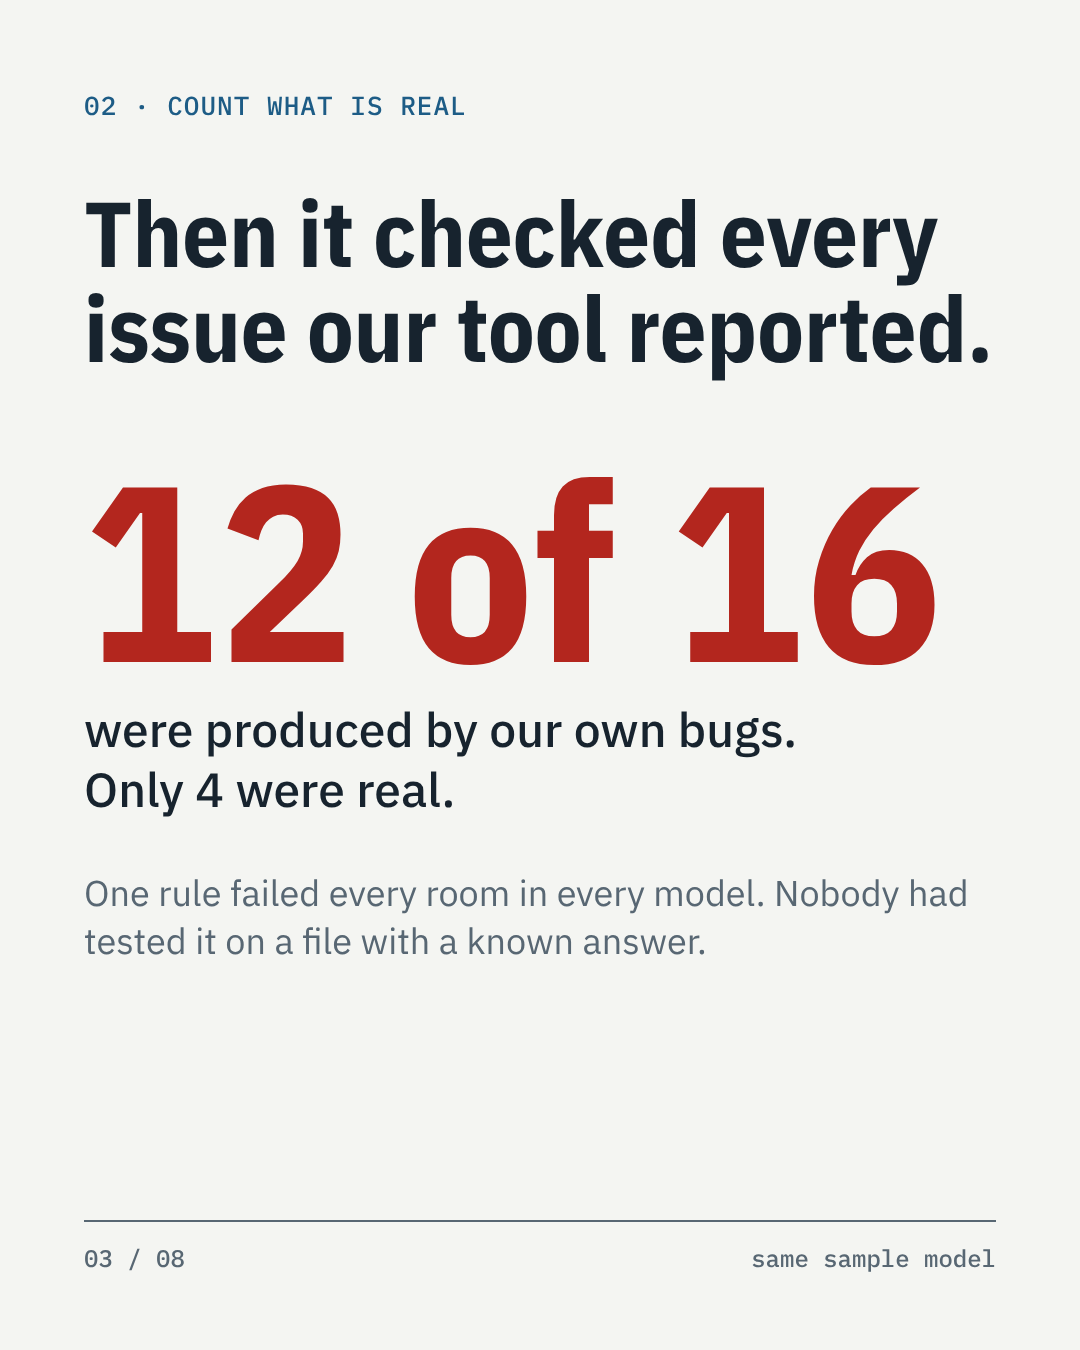 02 · COUNT WHAT IS REAL
Then it checked every
issue our tool reported.
12 of 16
were produced by our own bugs.
Only 4 were real.
One rule failed every room in every model. Nobody had
tested it on a file with a known answer.
03 / 08
same sample model